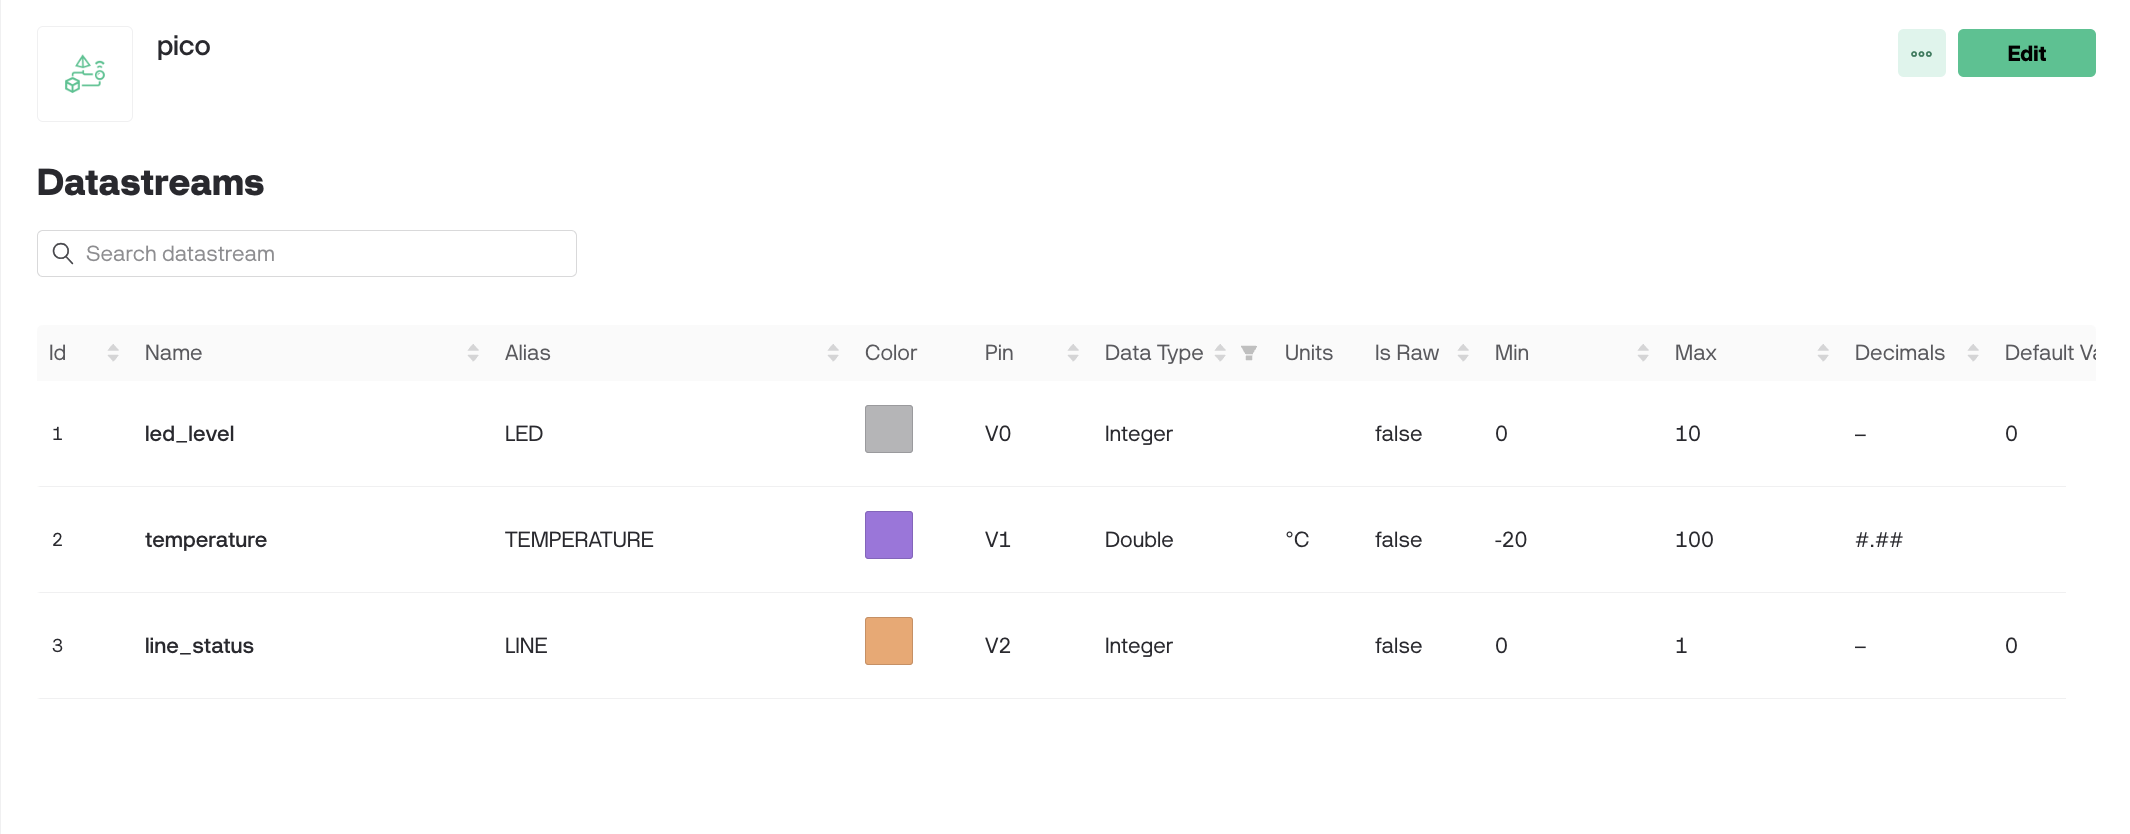 pico
Edit
Datastreams
Search datastream
Id Name Alias Color Pin Data Type Units Is Raw Min Max Decimals Default Va
1 led_level LED V0 Integer false 0 10 – 0
2 temperature TEMPERATURE V1 Double °C false -20 100 #.##
3 line_status LINE V2 Integer false 0 1 – 0